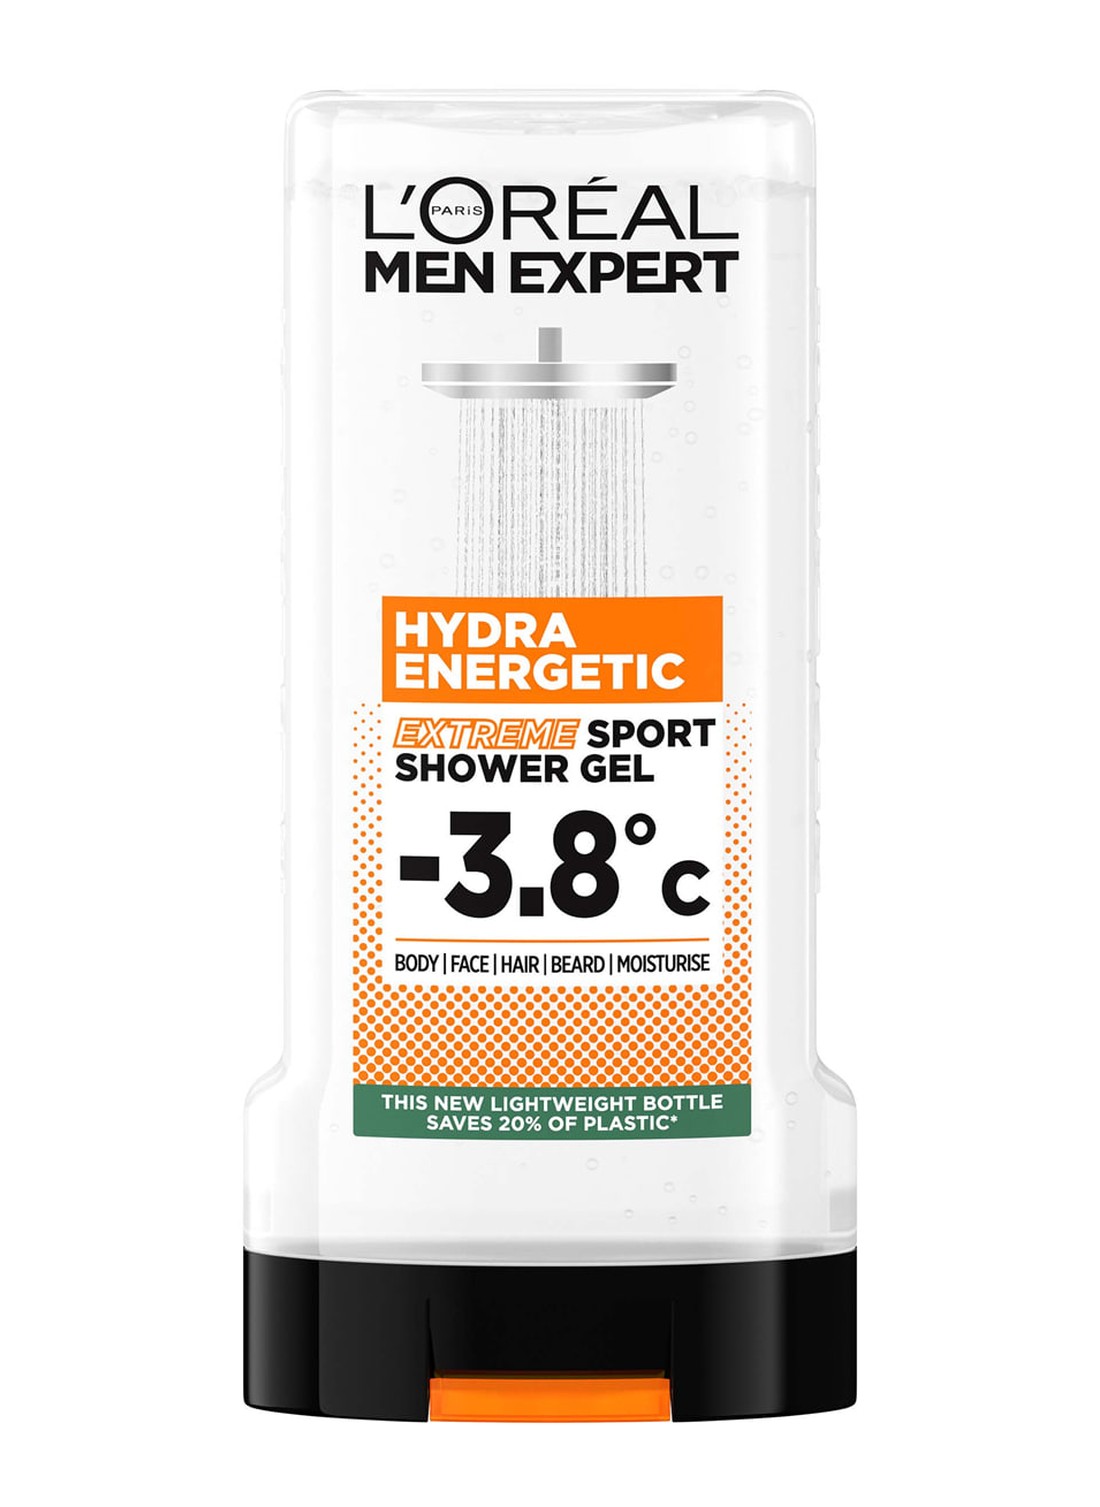 L'ORÉAL
PARIS
MEN EXPERT
HYDRA
ENERGETIC
EXTREME SPORT
SHOWER GEL
-3.8°C
BODY | FACE | HAIR | BEARD | MOISTURISE
THIS NEW LIGHTWEIGHT BOTTLE
SAVES 20% OF PLASTIC*